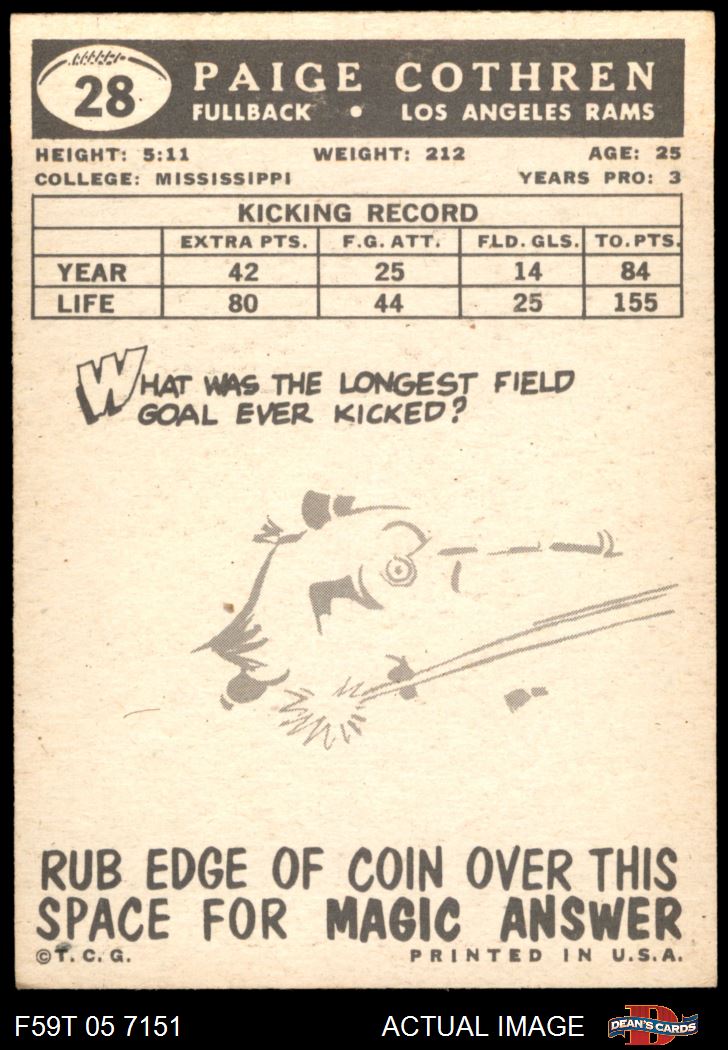 28
PAIGE COTHREN
FULLBACK • LOS ANGELES RAMS
HEIGHT: 5:11 WEIGHT: 212 AGE: 25
COLLEGE: MISSISSIPPI YEARS PRO: 3
KICKING RECORD
EXTRA PTS. F.G. ATT. FLD. GLS. TO. PTS.
YEAR 42 25 14 84
LIFE 80 44 25 155
WHAT WAS THE LONGEST FIELD
GOAL EVER KICKED?
RUB EDGE OF COIN OVER THIS
SPACE FOR MAGIC ANSWER
©T.C.G. PRINTED IN U.S.A.
F59T 05 7151 ACTUAL IMAGE D DEAN'S CARDS